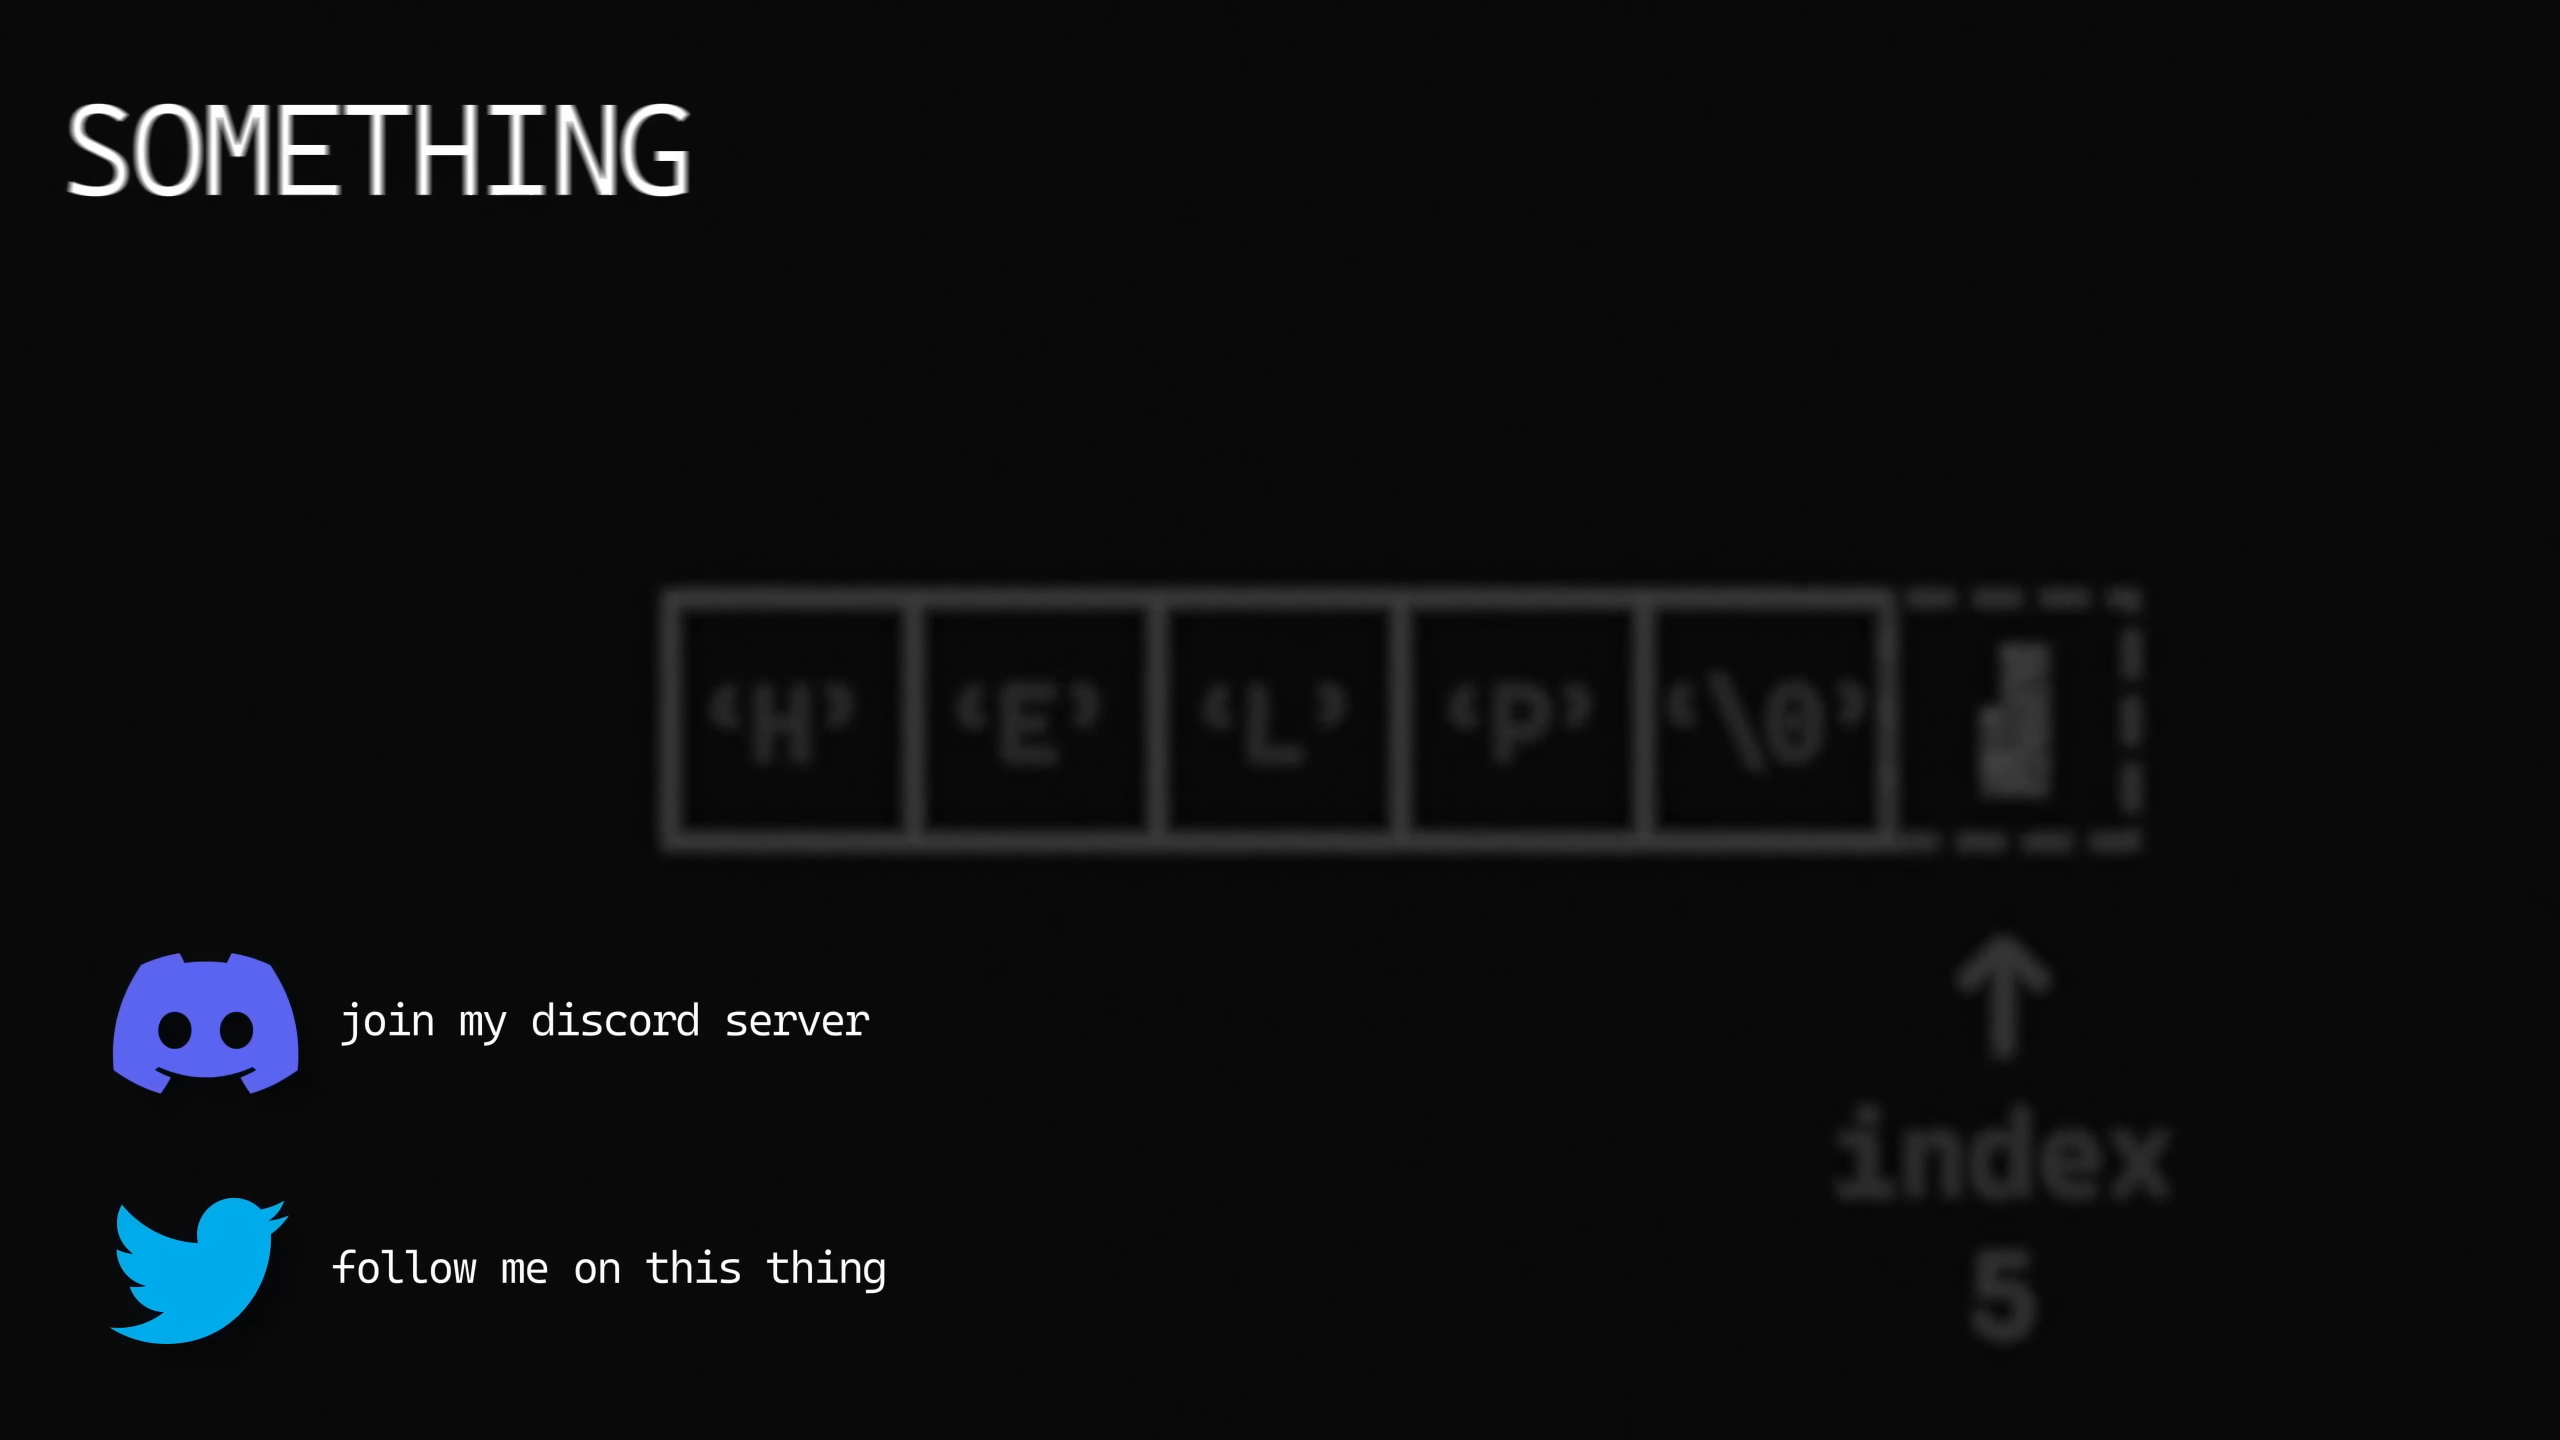 SOMETHING
‘H’ ‘E’ ‘L’ ‘P’ ‘\0’
join my discord server
index
follow me on this thing
5